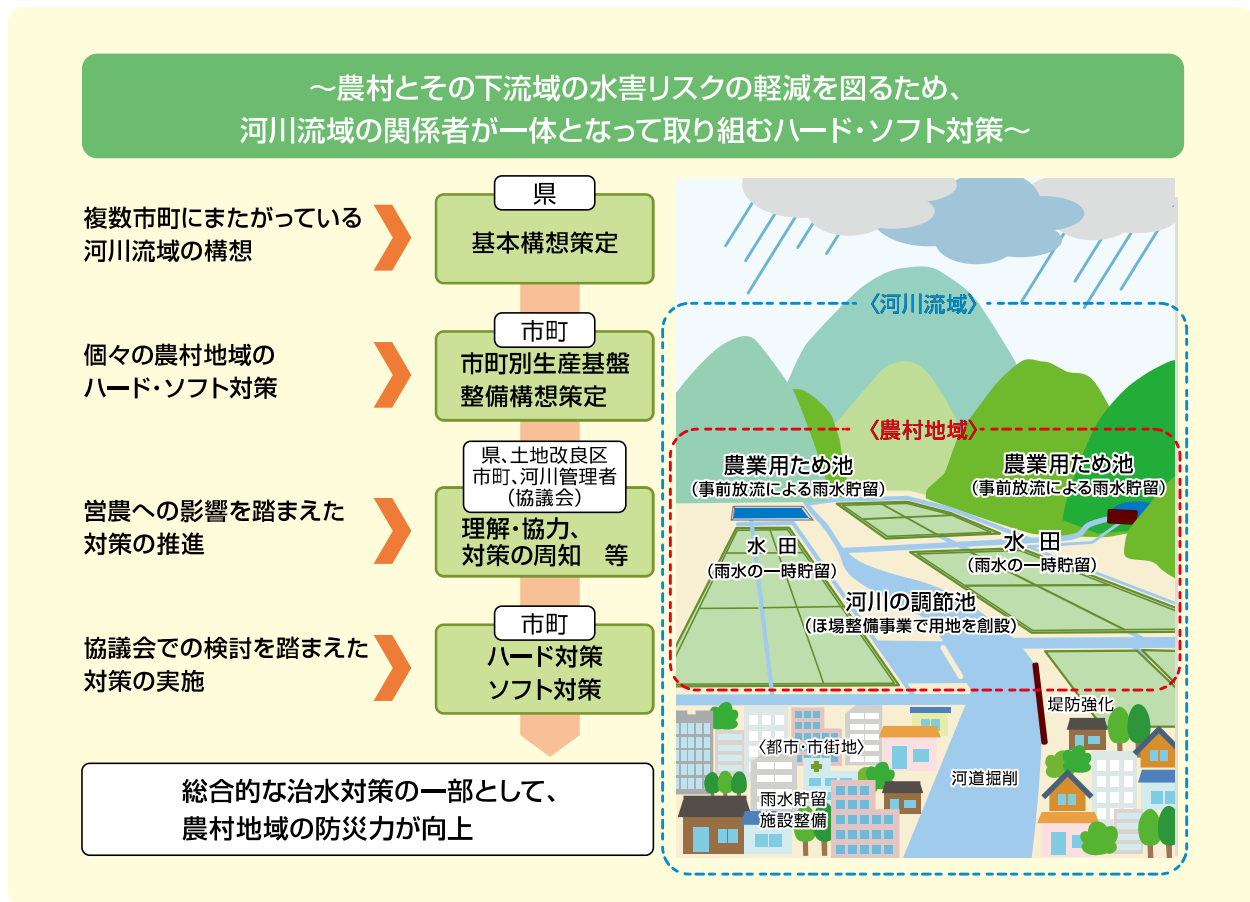 ～農村とその下流域の水害リスクの軽減を図るため、
河川流域の関係者が一体となって取り組むハード・ソフト対策～
複数市町にまたがっている
河川流域の構想
県
基本構想策定
個々の農村地域の
ハード・ソフト対策
市町
市町別生産基盤
整備構想策定
営農への影響を踏まえた
対策の推進
県、土地改良区
市町、河川管理者
（協議会）
理解・協力、
対策の周知　等
協議会での検討を踏まえた
対策の実施
市町
ハード対策
ソフト対策
総合的な治水対策の一部として、
農村地域の防災力が向上
〈河川流域〉
〈農村地域〉
農業用ため池
（事前放流による雨水貯留）
農業用ため池
（事前放流による雨水貯留）
水 田
（雨水の一時貯留）
水 田
（雨水の一時貯留）
河川の調節池
（ほ場整備事業で用地を創設）
堤防強化
〈都市・市街地〉
河道掘削
雨水貯留
施設整備